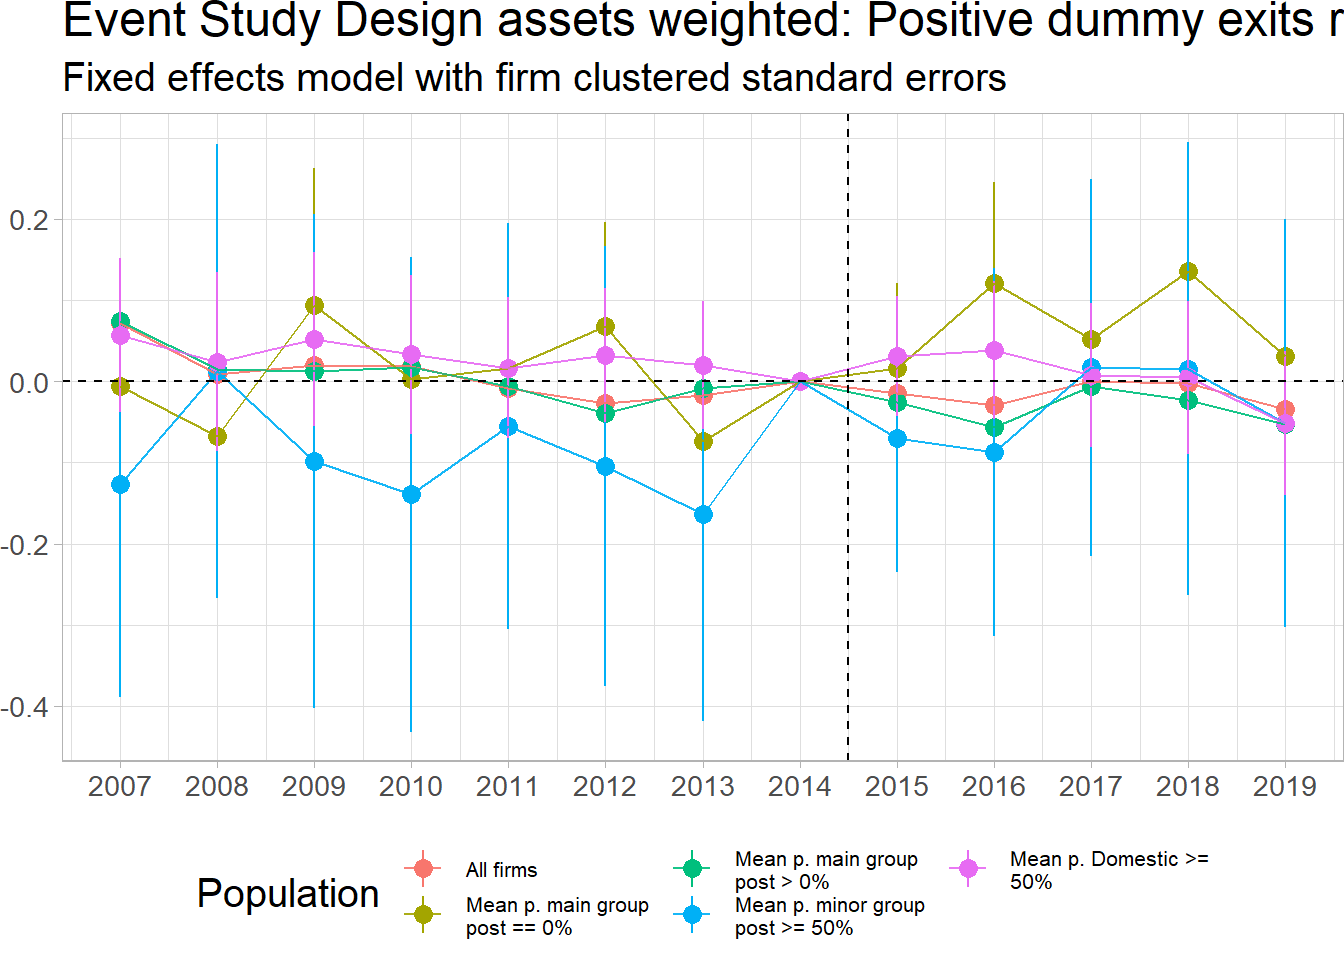 Event Study Design assets weighted: Positive dummy exits
Fixed effects model with firm clustered standard errors
0.2
0.0
-0.2
-0.4
2007 2008 2009 2010 2011 2012 2013 2014 2015 2016 2017 2018 2019
Population
All firms
Mean p. main group
post == 0%
Mean p. main group
post > 0%
Mean p. minor group
post >= 50%
Mean p. Domestic >=
50%